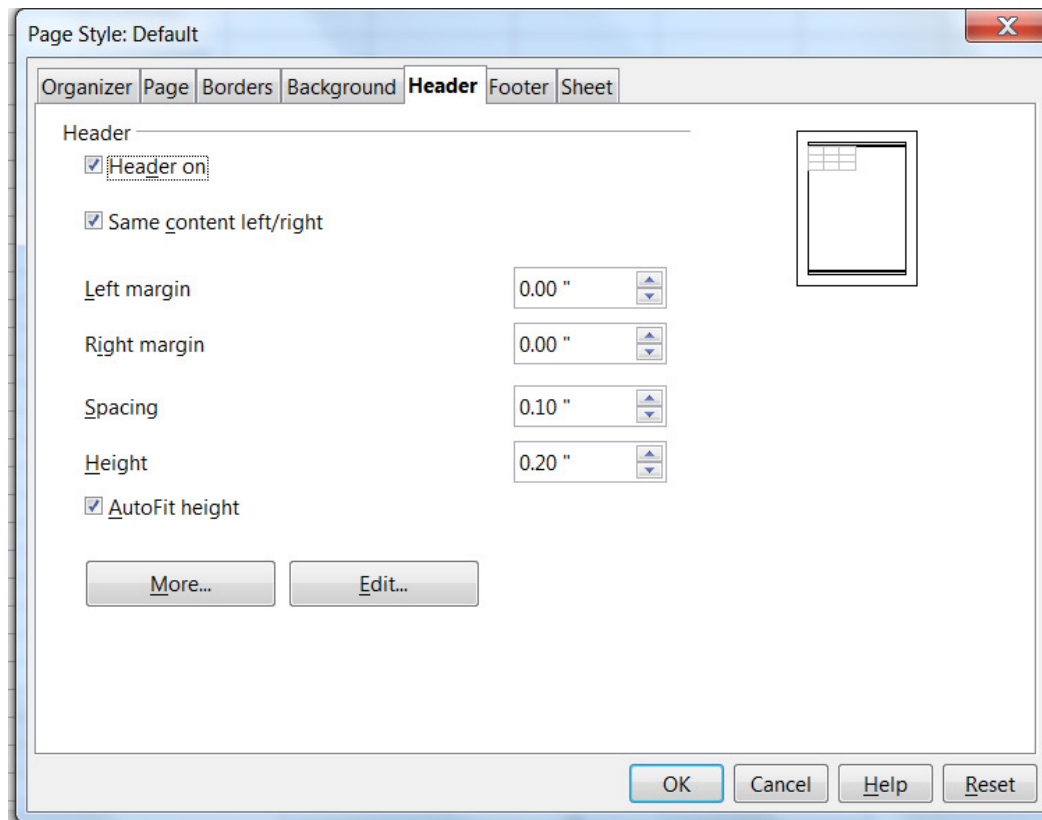 Page Style: Default
X
Organizer Page Borders Background Header Footer Sheet
Header
Header on
Same content left/right
Left margin 0.00 "
Right margin 0.00 "
Spacing 0.10 "
Height 0.20 "
AutoFit height
More... Edit...
OK Cancel Help Reset